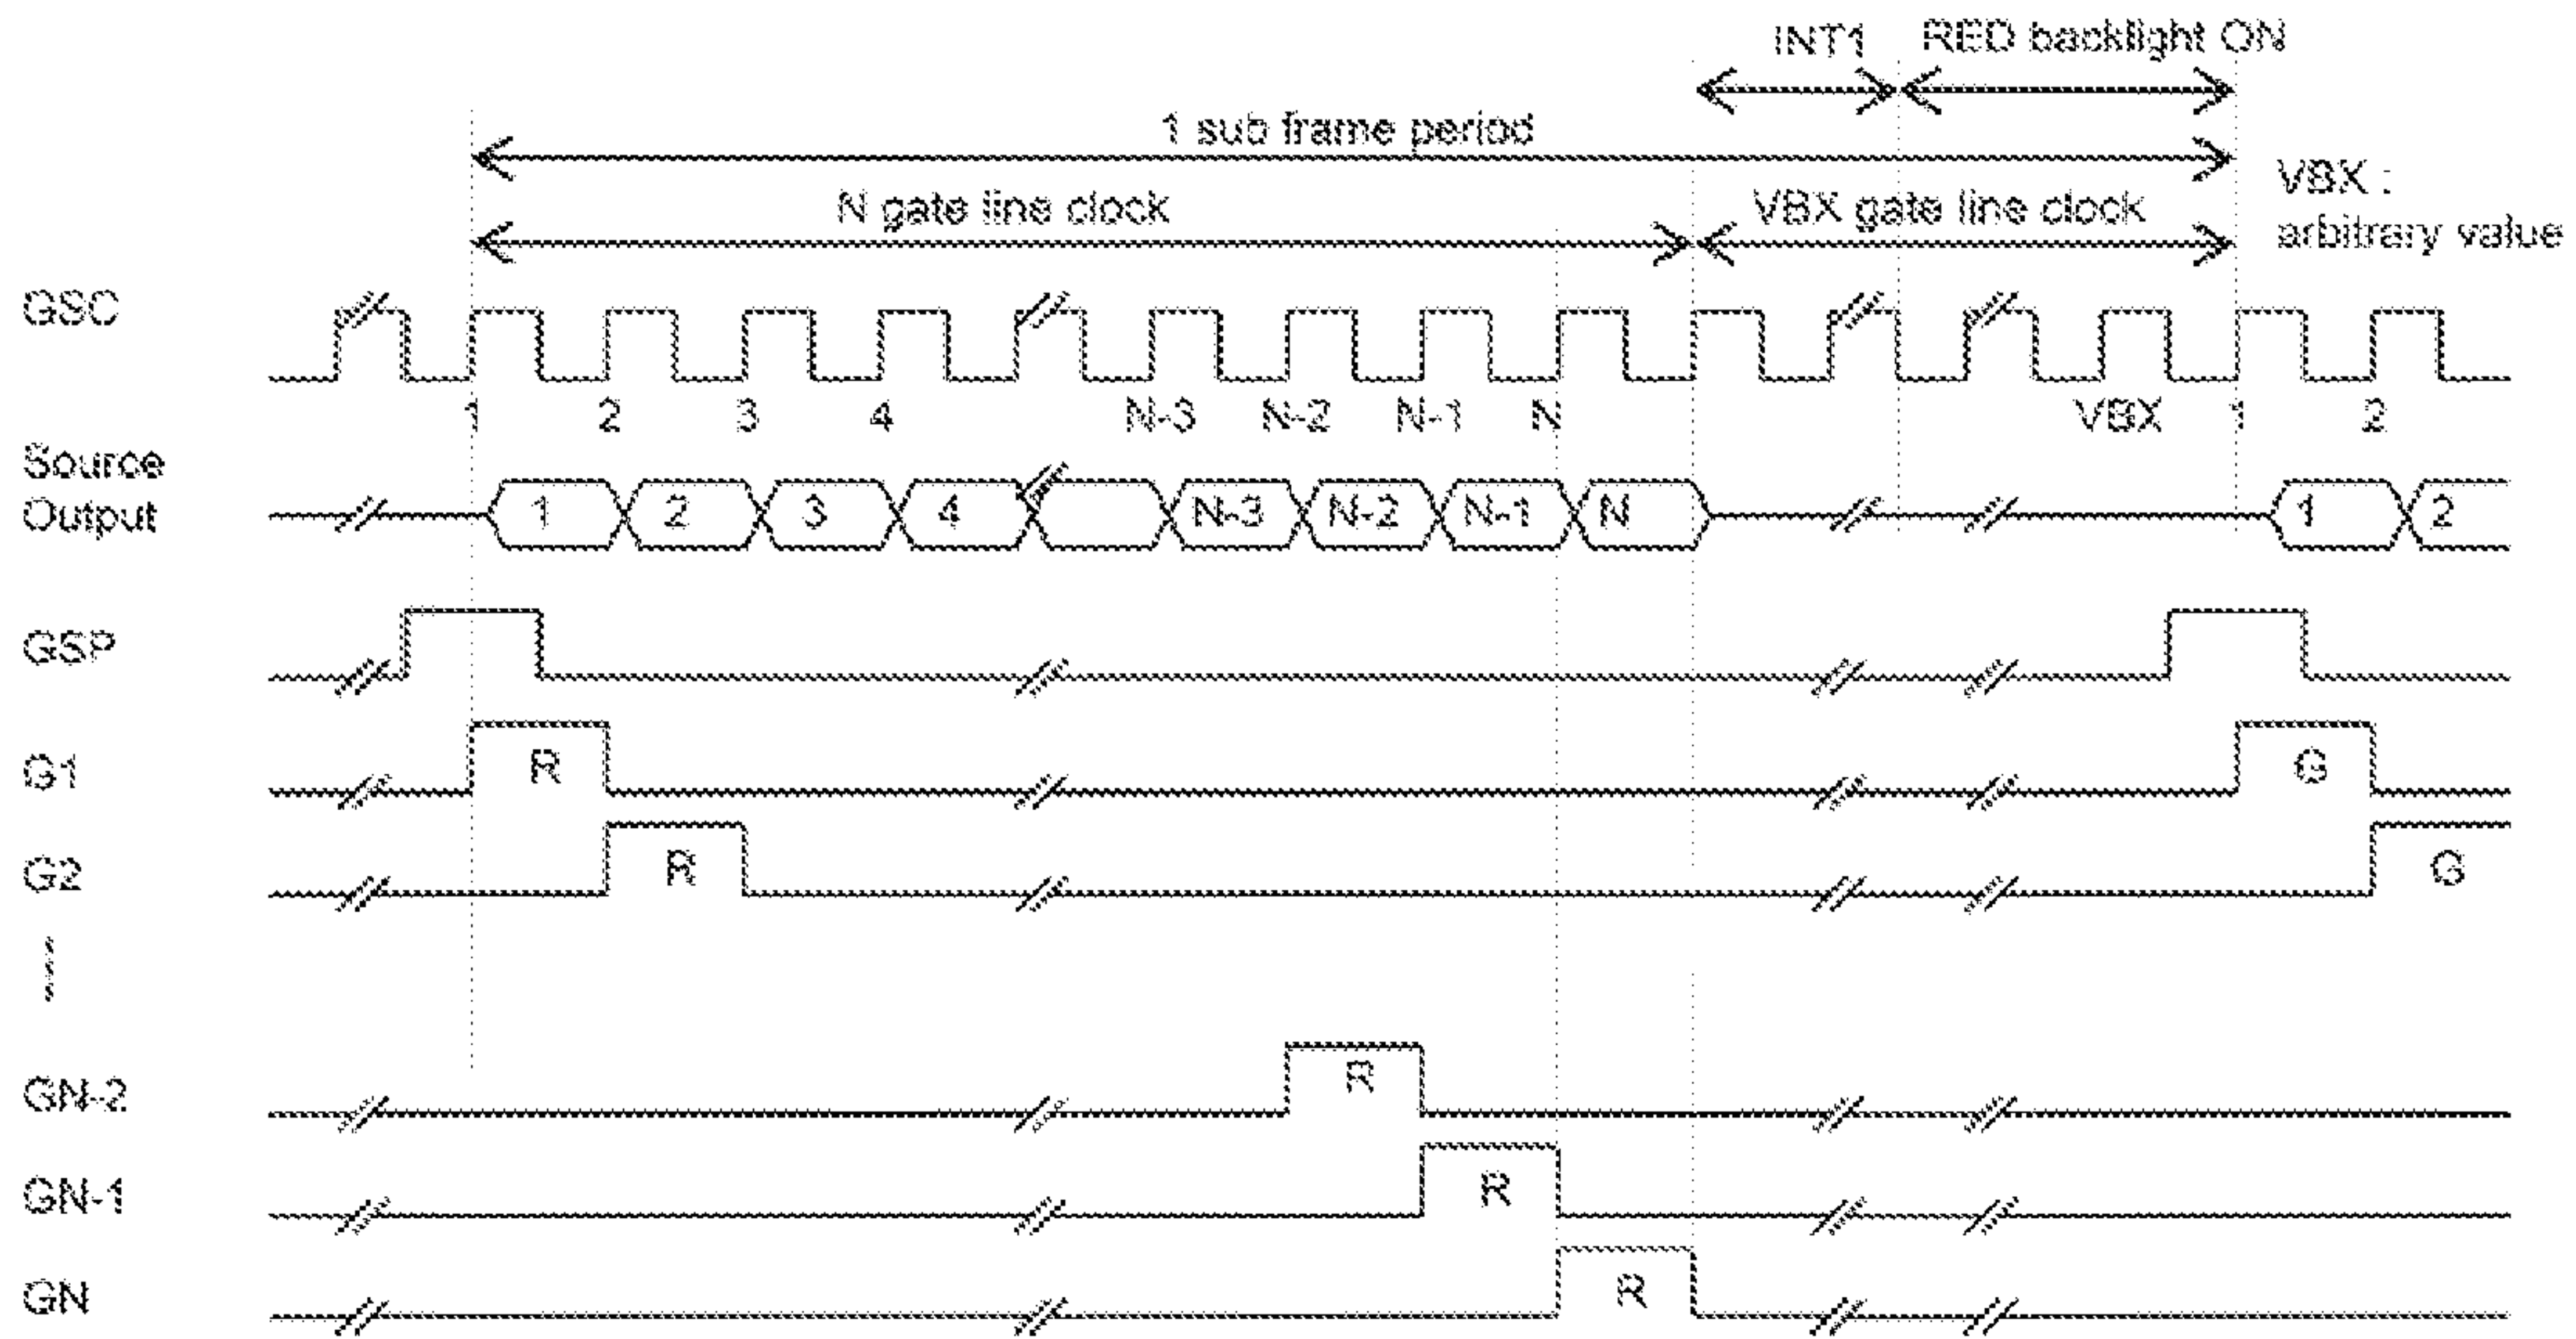 INT1 RED backlight ON
1 sub frame period
VBX :
arbitrary value
N gate line clock VBX gate line clock
GSC
1 2 3 4 N-3 N-2 N-1 N VBX 1 2
Source
Output
1 2 3 4 N-3 N-2 N-1 N 1 2
GSP
G1 R G
G2 R G
GN-2 R
GN-1 R
GN R